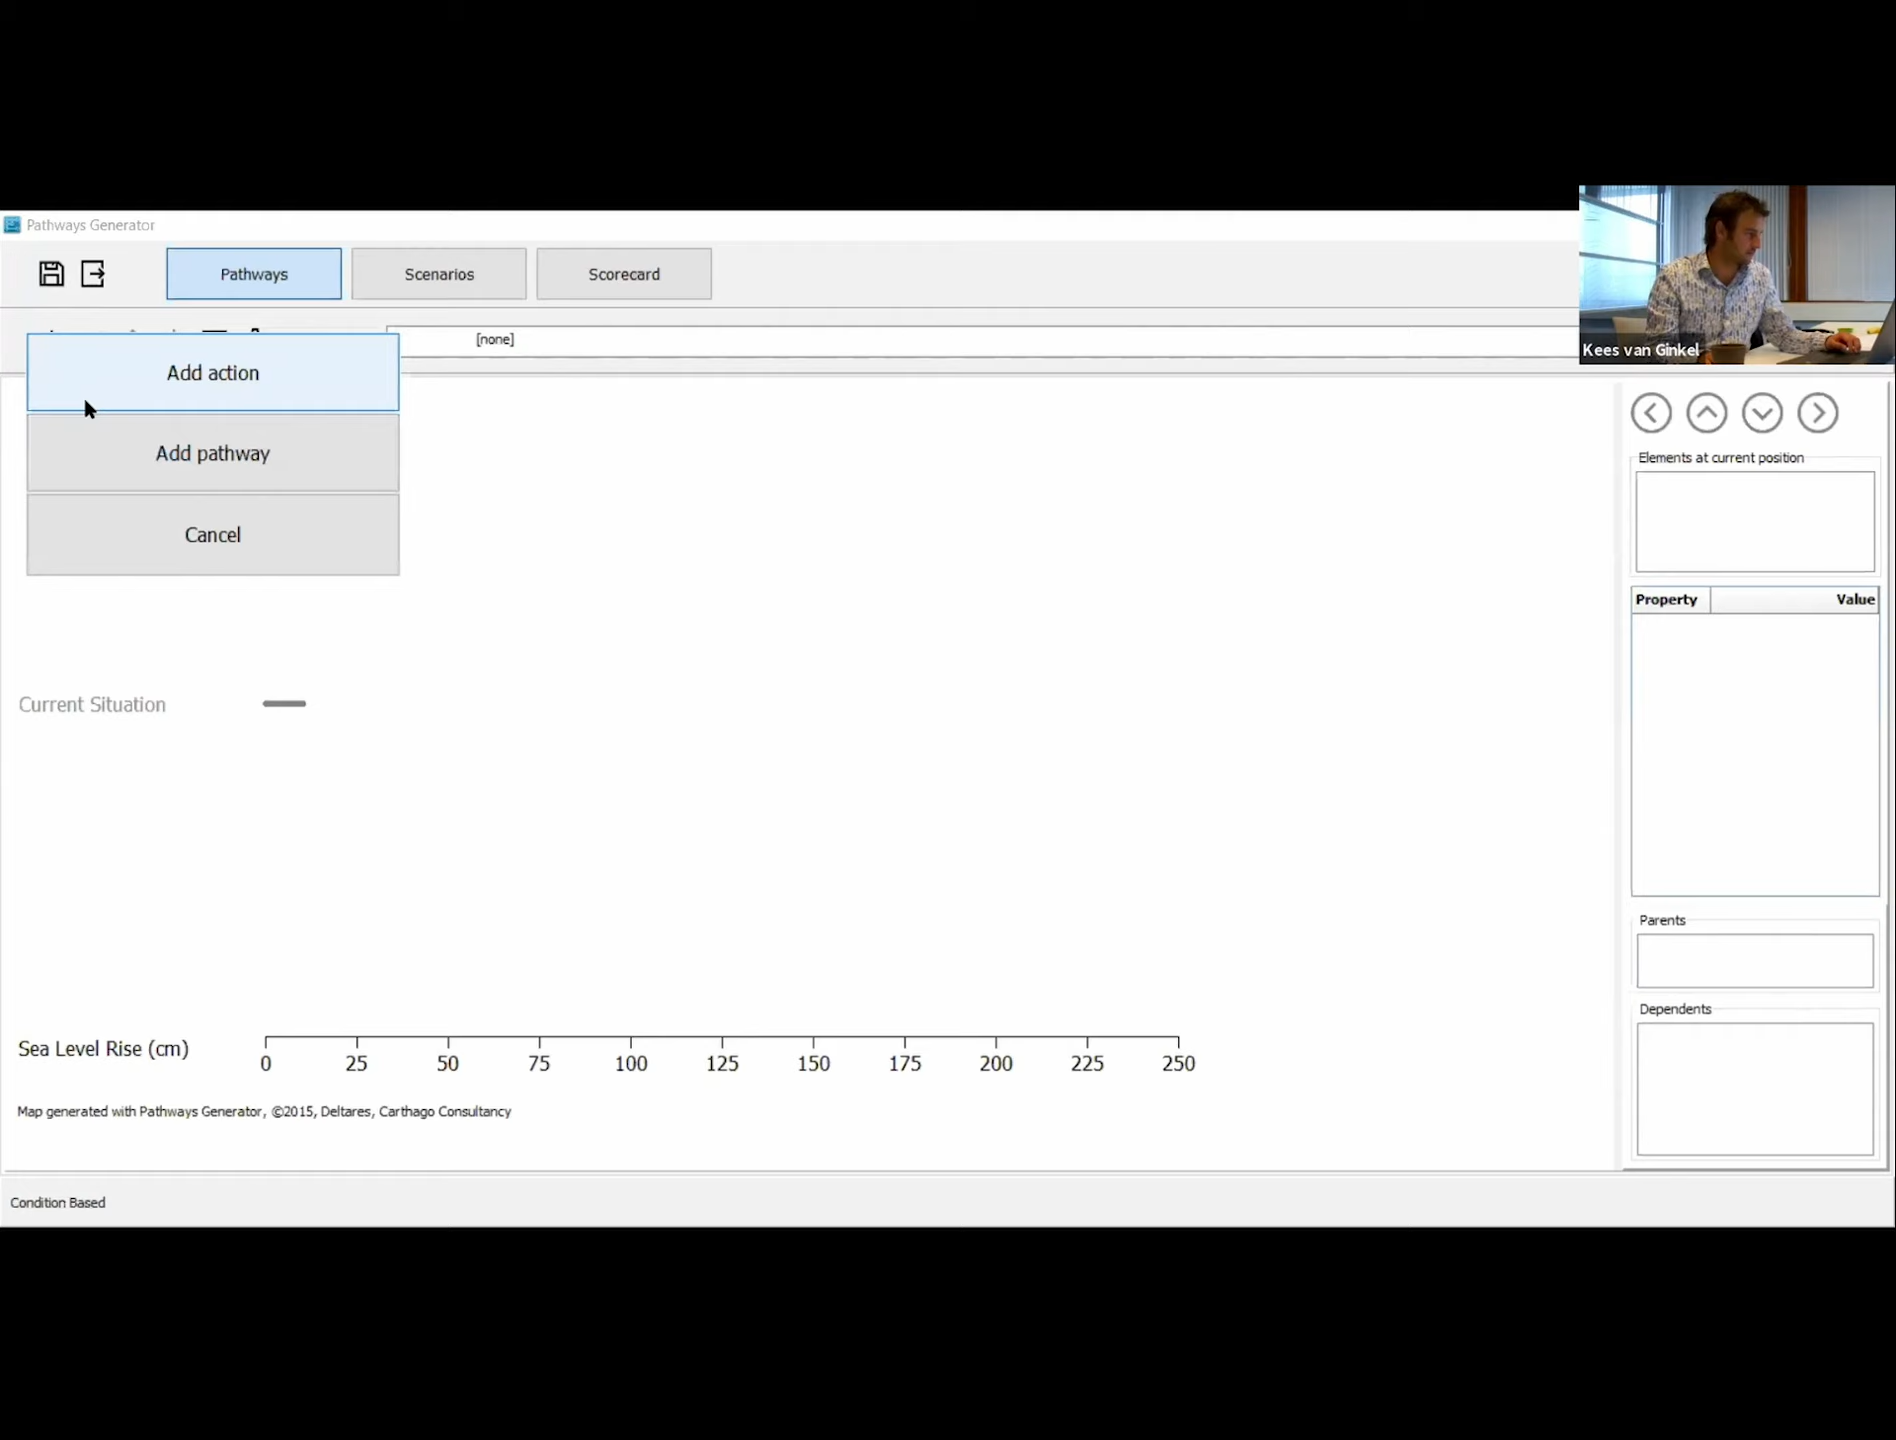 Pathways Generator
Pathways
Scenarios
Scorecard
Kees van Ginkel
[none]
Add action
Add pathway
Cancel
Elements at current position
Property
Value
Current Situation
Parents
Dependents
Sea Level Rise (cm)
0 25 50 75 100 125 150 175 200 225 250
Map generated with Pathways Generator, ©2015, Deltares, Carthago Consultancy
Condition Based